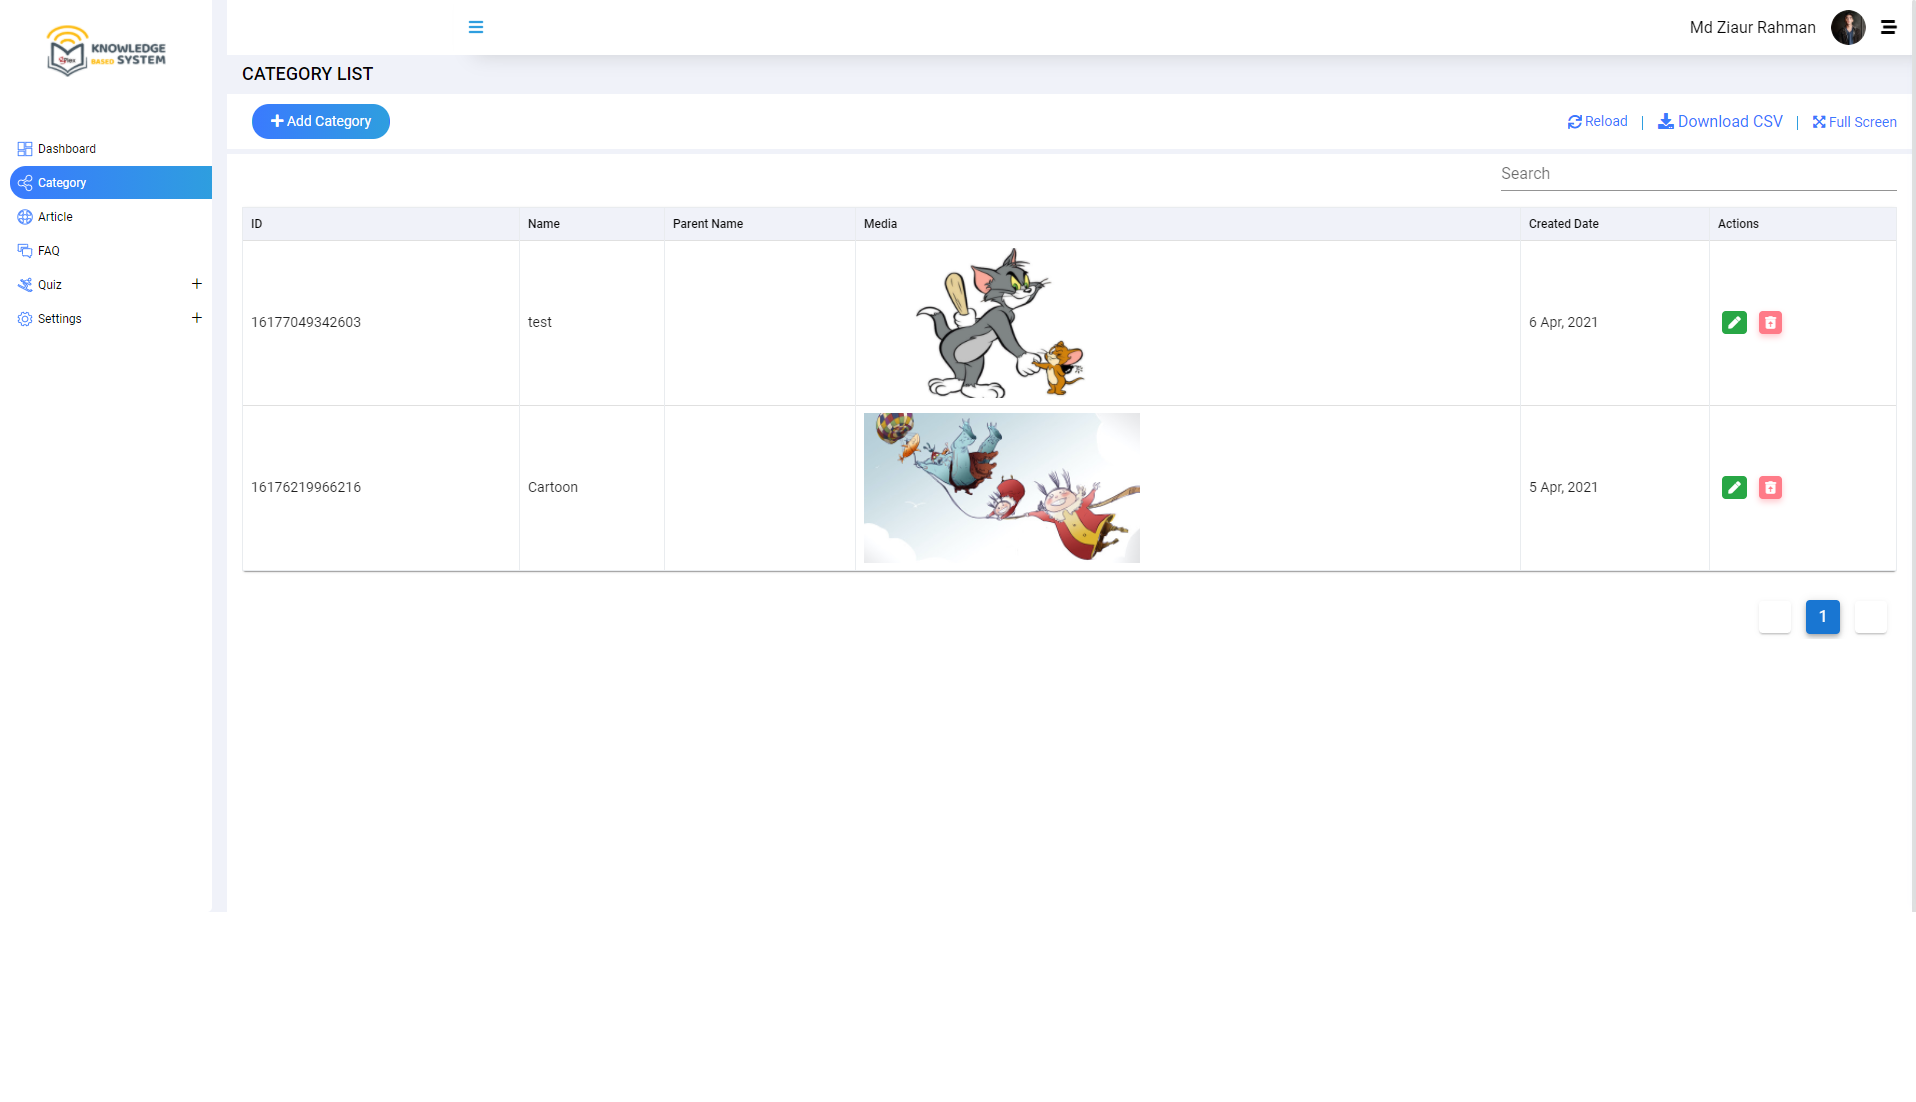 KNOWLEDGE
BASED SYSTEM
Dashboard
Category
Article
FAQ
Quiz +
Settings +
Md Ziaur Rahman
CATEGORY LIST
Add Category
Reload | Download CSV | Full Screen
Search
ID Name Parent Name Media Created Date Actions
16177049342603 test 6 Apr, 2021
16176219966216 Cartoon 5 Apr, 2021
1